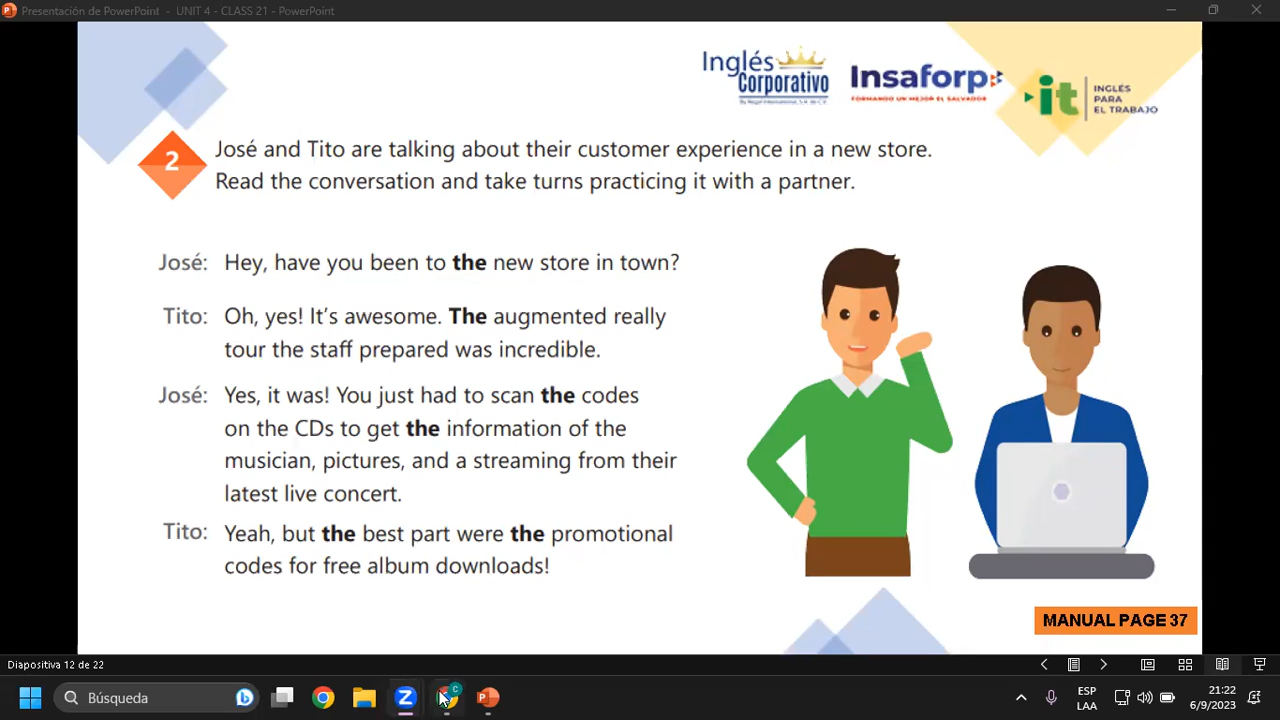 Presentación de PowerPoint - UNIT 4 - CLASS 21 - PowerPoint
Inglés
Corporativo
Insaforp
FORMANDO UN MEJOR EL SALVADOR
it
INGLÉS
PARA
EL TRABAJO
2
José and Tito are talking about their customer experience in a new store.
Read the conversation and take turns practicing it with a partner.
José: Hey, have you been to the new store in town?
Tito: Oh, yes! It's awesome. The augmented really
tour the staff prepared was incredible.
José: Yes, it was! You just had to scan the codes
on the CDs to get the information of the
musician, pictures, and a streaming from their
latest live concert.
Tito: Yeah, but the best part were the promotional
codes for free album downloads!
MANUAL PAGE 37
Diapositiva 12 de 22
Búsqueda
ESP
LAA
21:22
6/9/2023